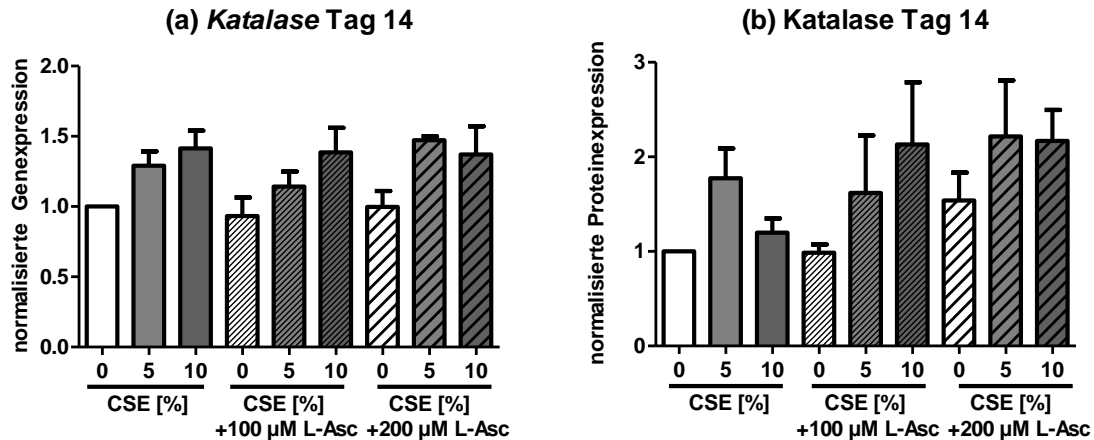 (a) Katalase Tag 14
normalisierte Genexpression
2.0
1.5
1.0
0.5
0.0
0 5 10 0 5 10 0 5 10
CSE [%] CSE [%] CSE [%]
+100 µM L-Asc +200 µM L-Asc
(b) Katalase Tag 14
normalisierte Proteinexpression
3
2
1
0
0 5 10 0 5 10 0 5 10
CSE [%] CSE [%] CSE [%]
+100 µM L-Asc +200 µM L-Asc